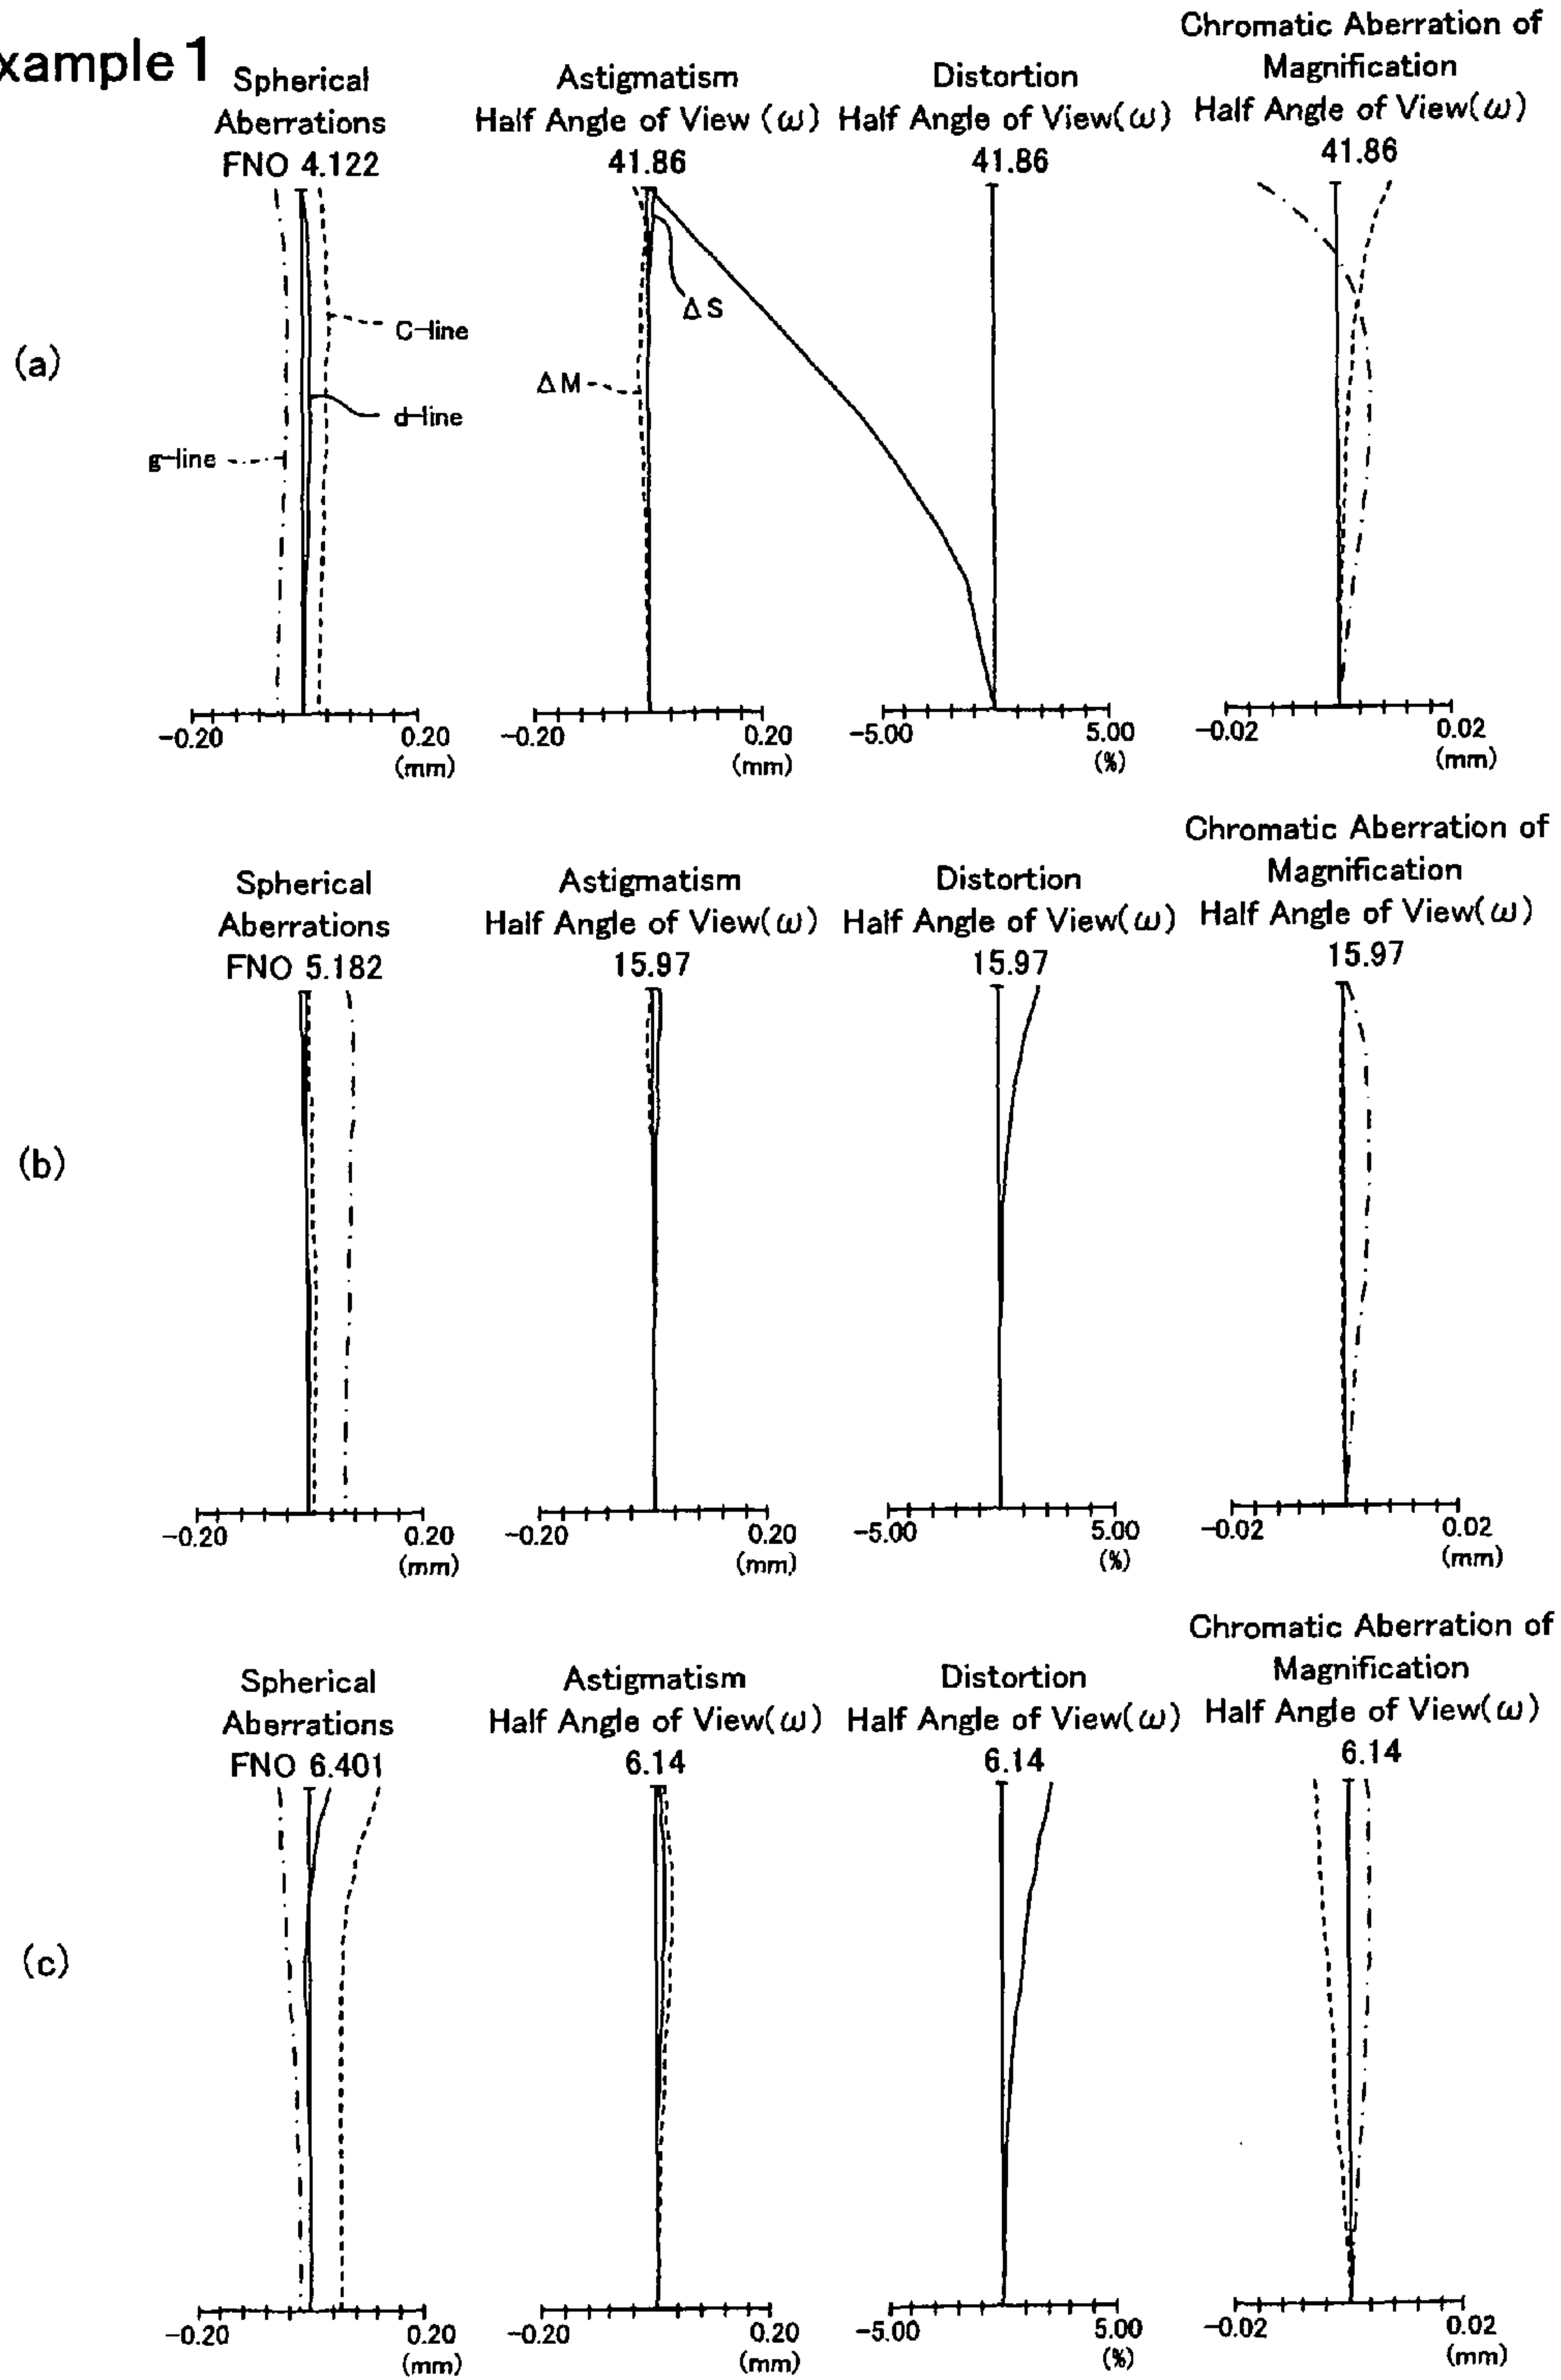 xample1
Spherical
Aberrations
FNO 4.122
Astigmatism
Half Angle of View (ω)
41.86
Distortion
Half Angle of View(ω)
41.86
Chromatic Aberration of
Magnification
Half Angle of View(ω)
41.86
(a)
C-line
d-line
g-line
ΔS
ΔM
-0.20 0.20
(mm)
-0.20 0.20
(mm)
-5.00 5.00
(%)
-0.02 0.02
(mm)
Spherical
Aberrations
FNO 5.182
Astigmatism
Half Angle of View(ω)
15.97
Distortion
Half Angle of View(ω)
15.97
Chromatic Aberration of
Magnification
Half Angle of View(ω)
15.97
(b)
-0.20 0.20
(mm)
-0.20 0.20
(mm)
-5.00 5.00
(%)
-0.02 0.02
(mm)
Spherical
Aberrations
FNO 6.401
Astigmatism
Half Angle of View(ω)
6.14
Distortion
Half Angle of View(ω)
6.14
Chromatic Aberration of
Magnification
Half Angle of View(ω)
6.14
(c)
-0.20 0.20
(mm)
-0.20 0.20
(mm)
-5.00 5.00
(%)
-0.02 0.02
(mm)